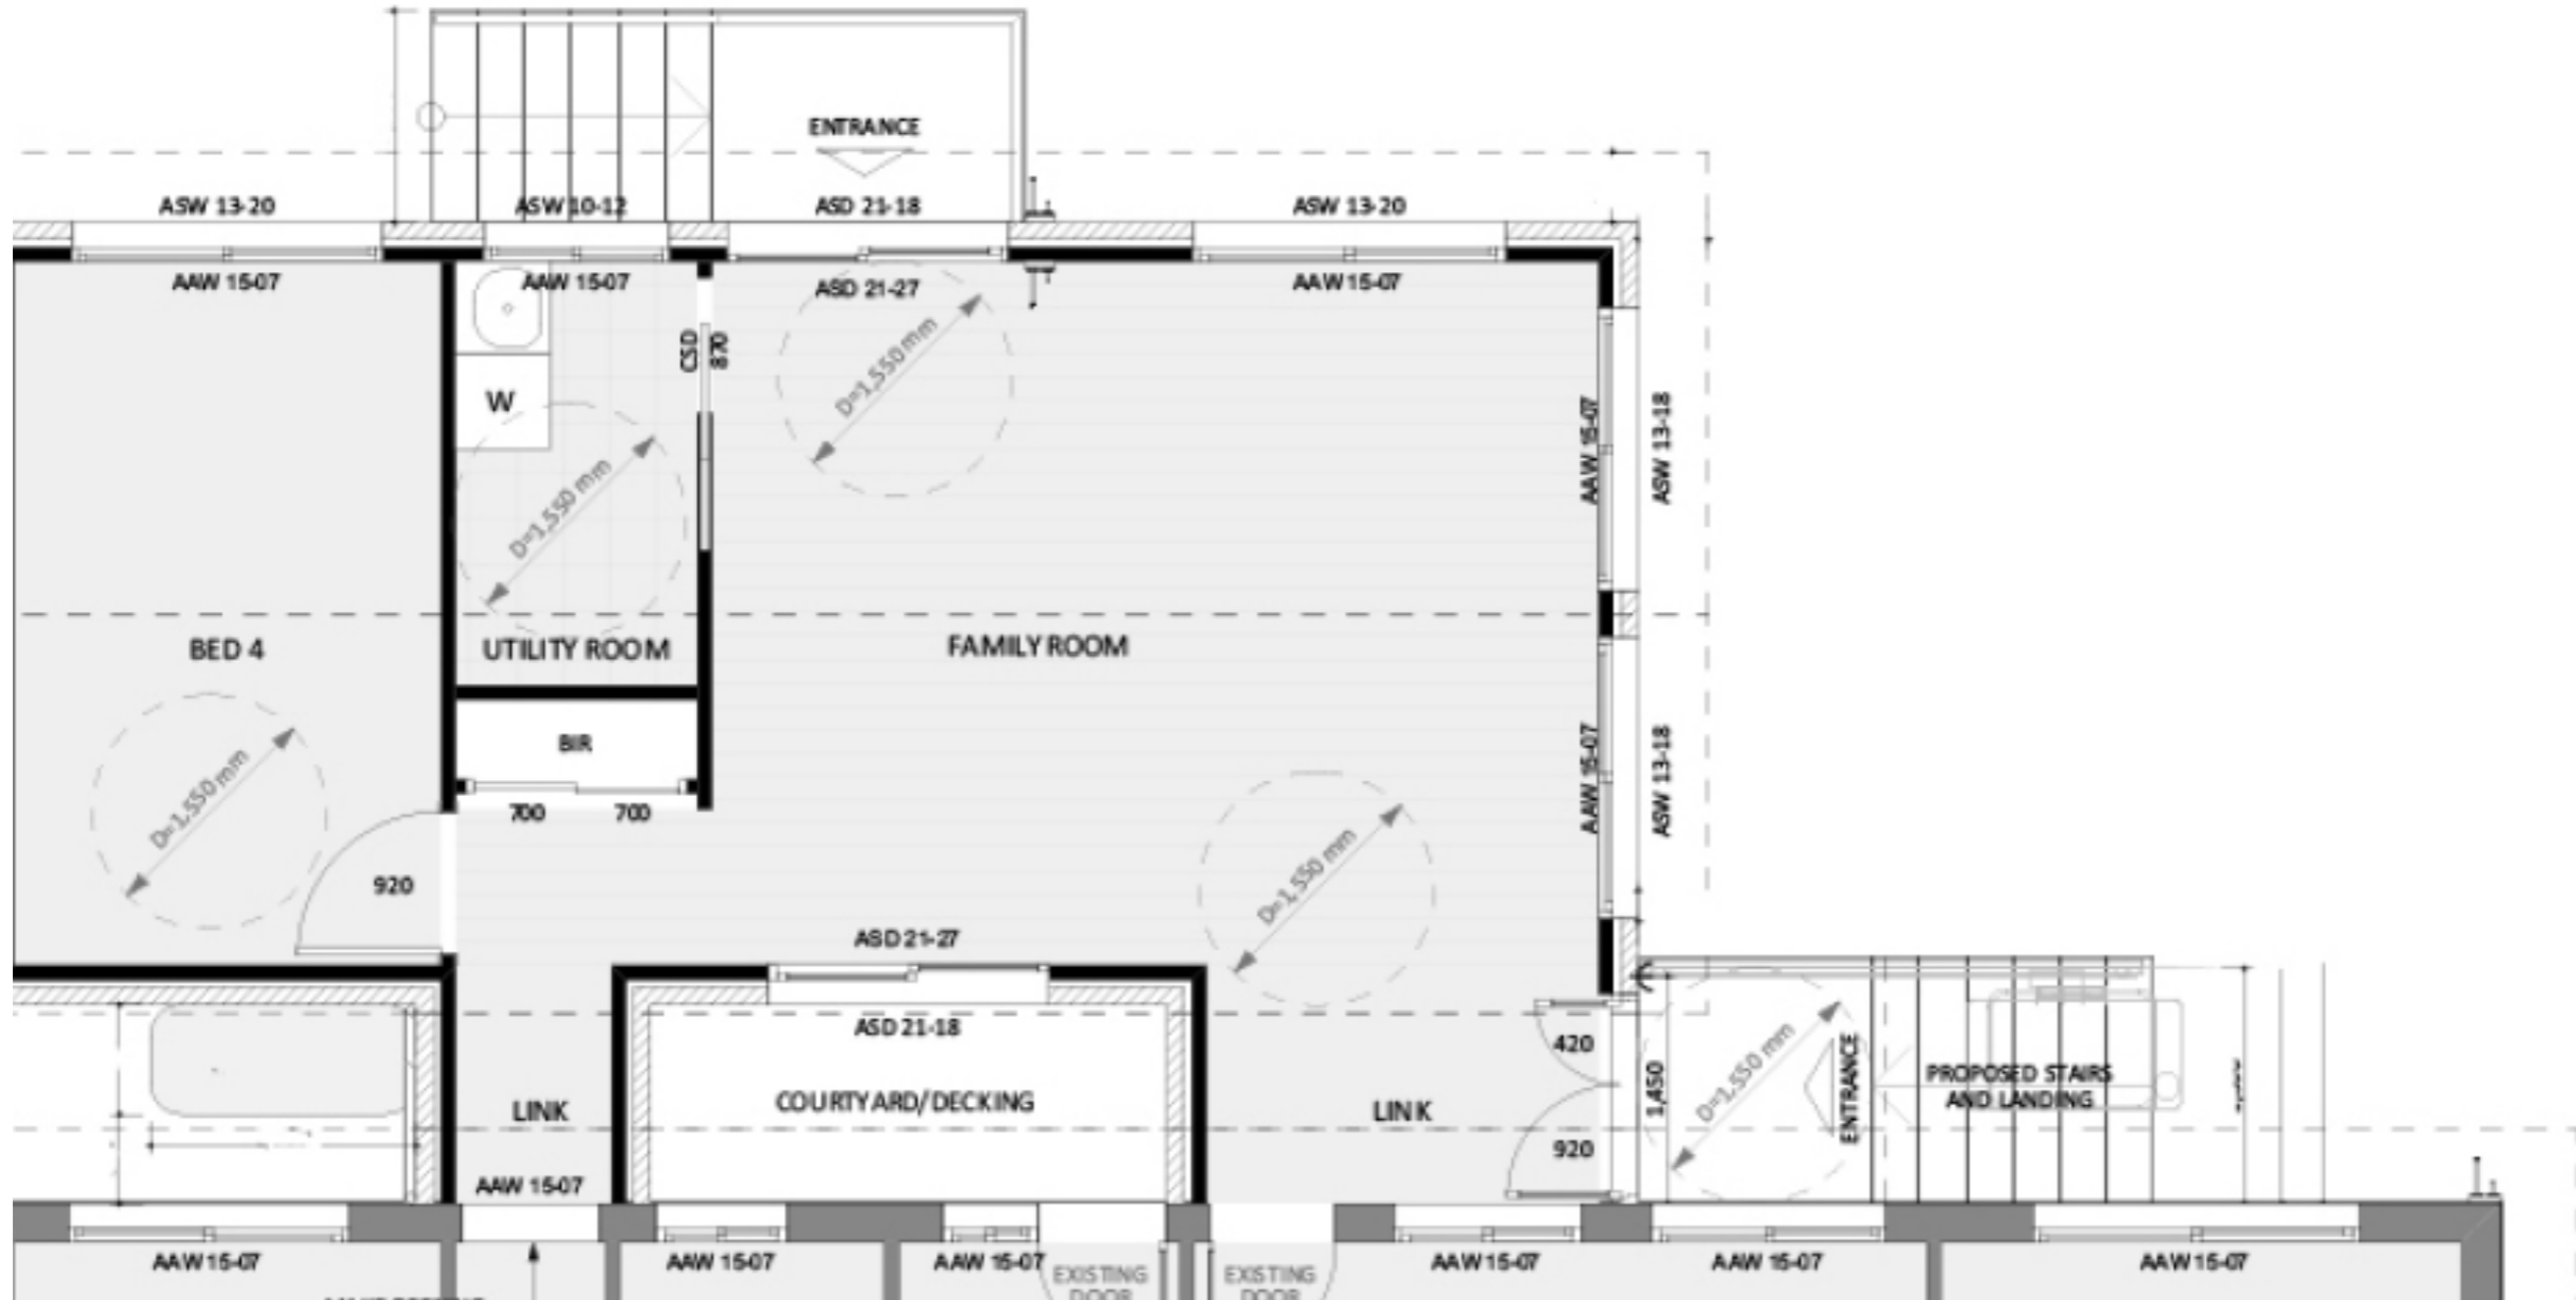 ENTRANCE
ASW 13-20
ASW 10-12
ASD 21-18
ASW 13-20
AAW 15-07
AAW 15-07
ASD 21-27
AAW 15-07
CSD
870
D=1,550 mm
W
D=1,550 mm
AAW 15-07
ASW 13-18
BED 4
UTILITY ROOM
FAMILY ROOM
BIR
700
700
D=1,550 mm
AAW 15-07
ASW 13-18
920
D=1,550 mm
ASD 21-27
ASD 21-18
420
1,450
D=1,550 mm
ENTRANCE
PROPOSED STAIRS
AND LANDING
LINK
COURTYARD/DECKING
LINK
920
AAW 15-07
AAW 15-07
AAW 15-07
AAW 15-07
AAW 15-07
AAW 15-07
AAW 15-07
EXISTING
DOOR
EXISTING
DOOR